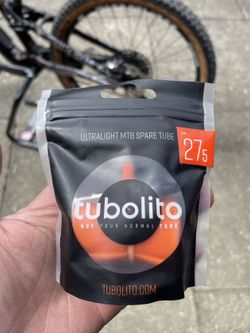 ULTRALIGHT MTB SPARE TUBE
27.5
tubolito
NOT YOUR NORMAL TUBE
TUBOLITO.COM